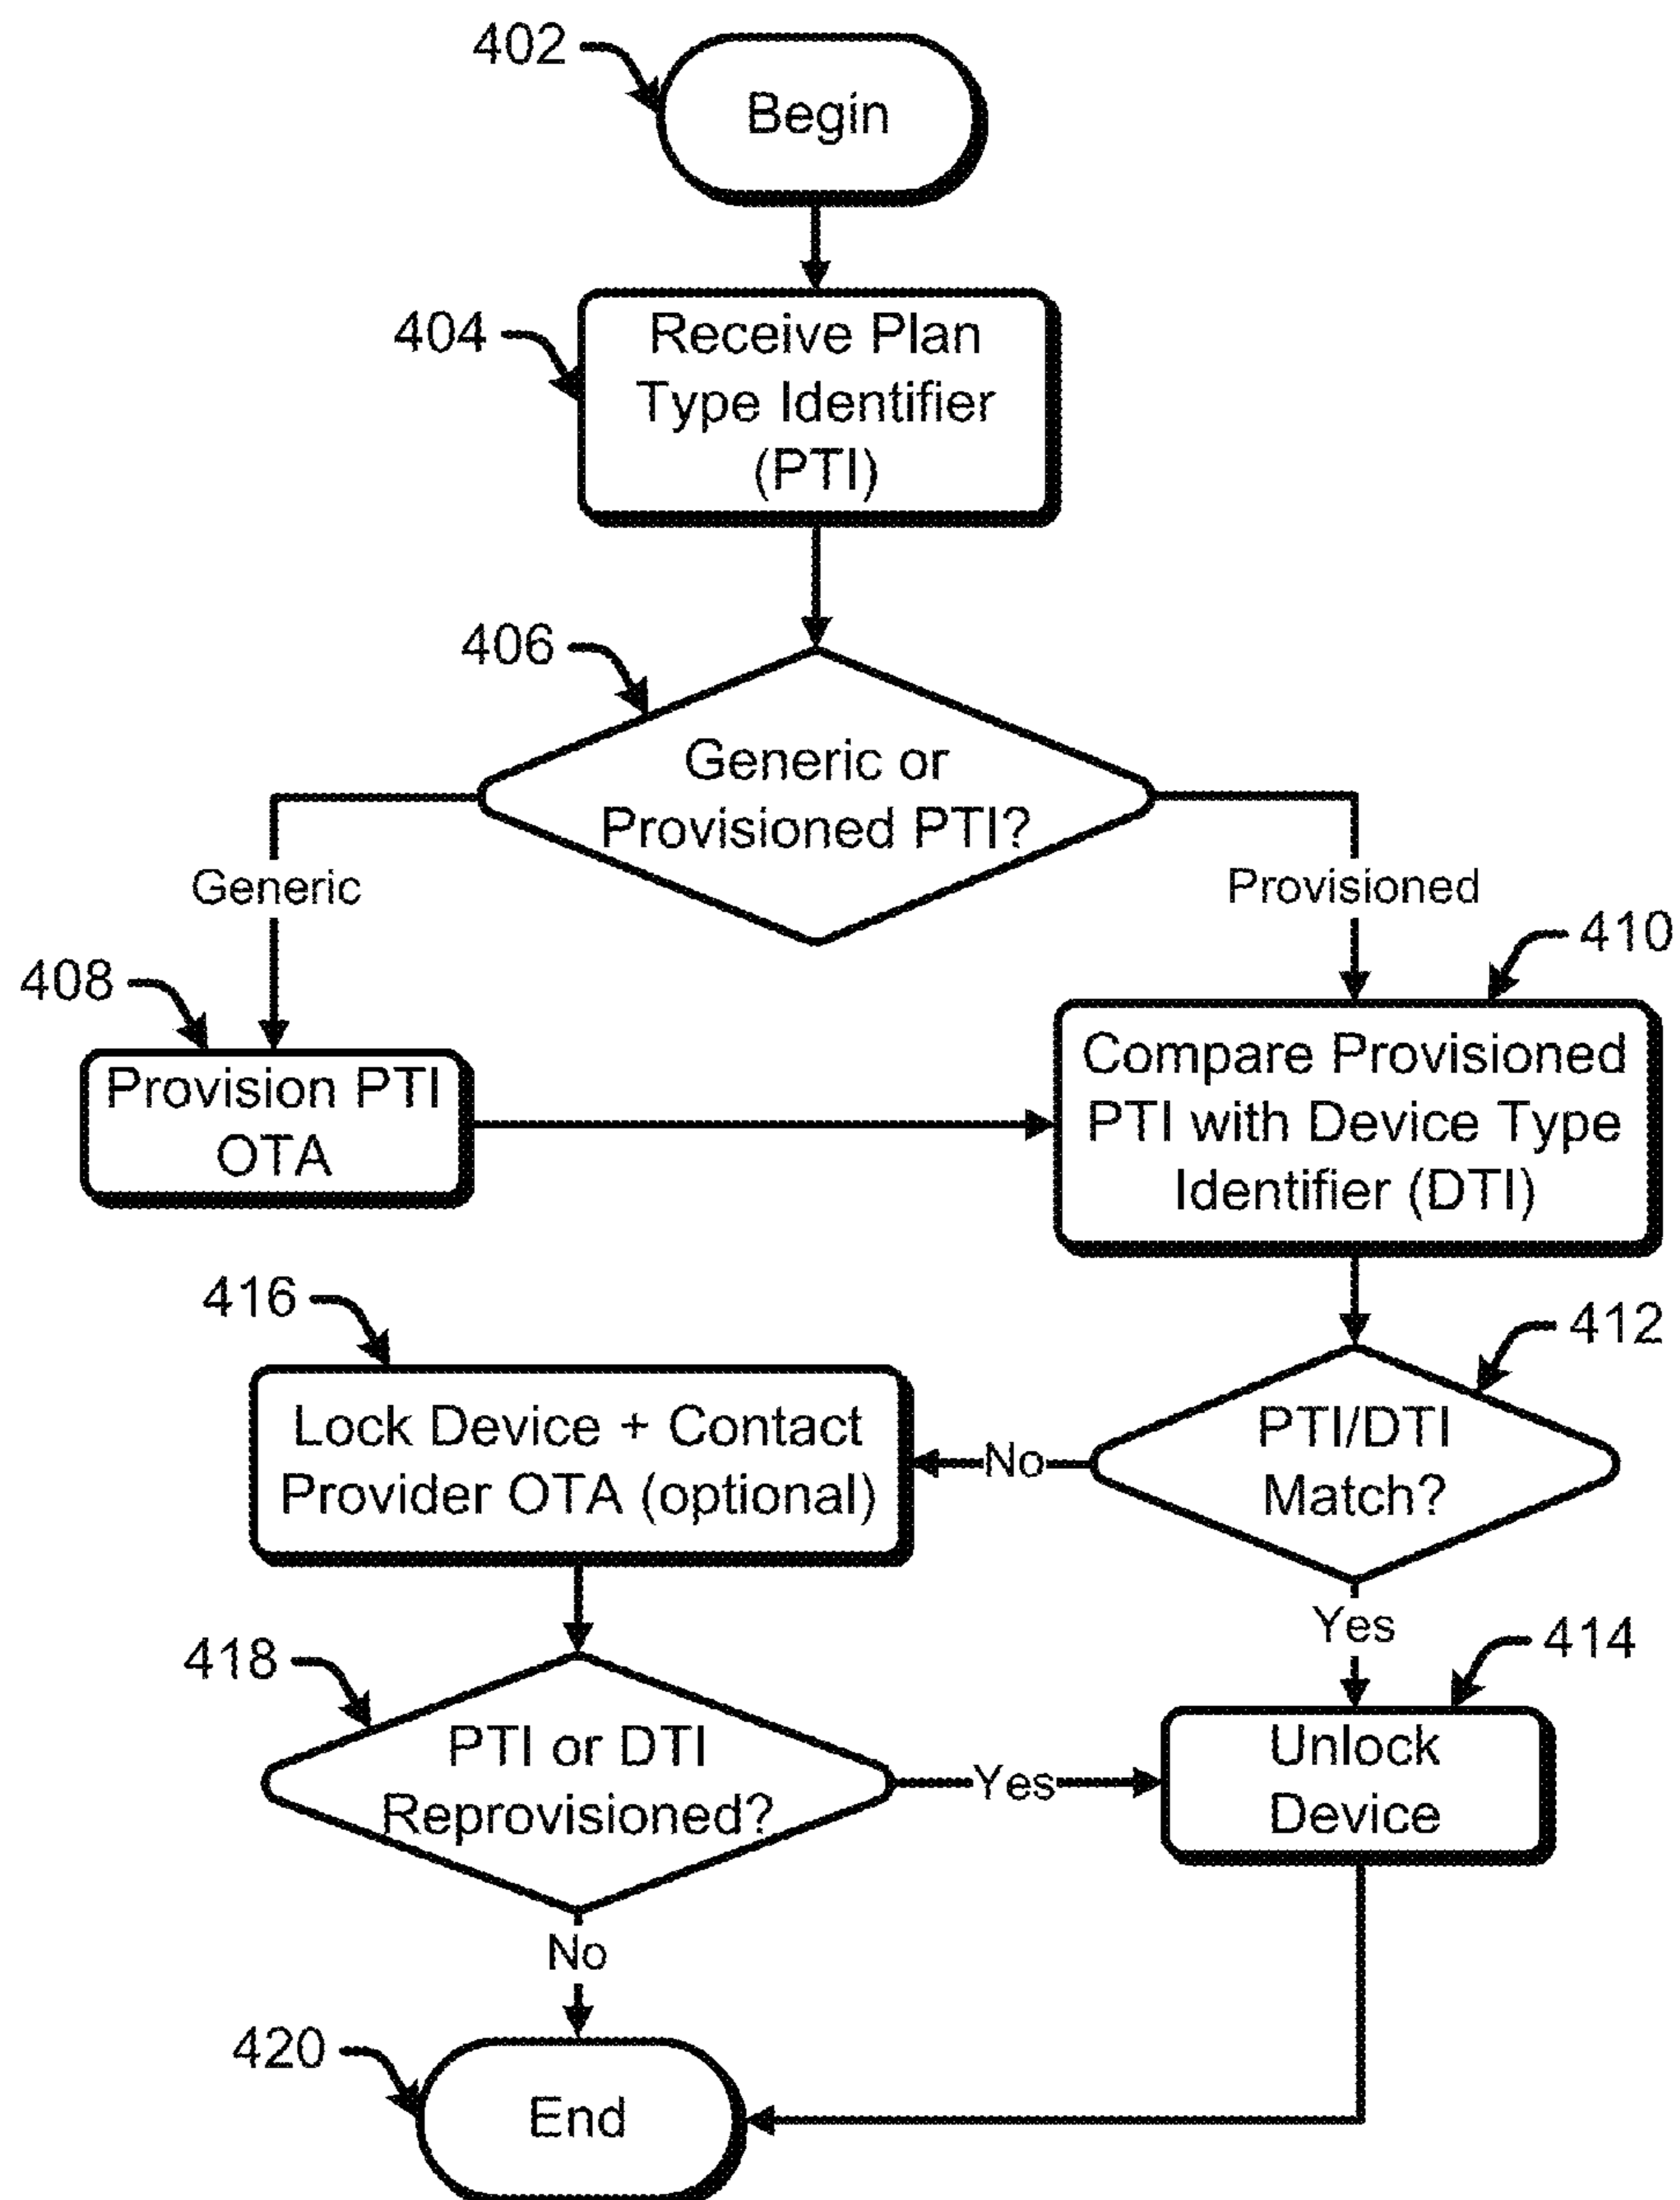 402
Begin
404
Receive Plan
Type Identifier
(PTI)
406
Generic or
Provisioned PTI?
Generic
Provisioned
408
410
Provision PTI
OTA
Compare Provisioned
PTI with Device Type
Identifier (DTI)
416
412
Lock Device + Contact
Provider OTA (optional)
No
PTI/DTI
Match?
Yes
418
414
PTI or DTI
Reprovisioned?
Yes
Unlock
Device
No
420
End